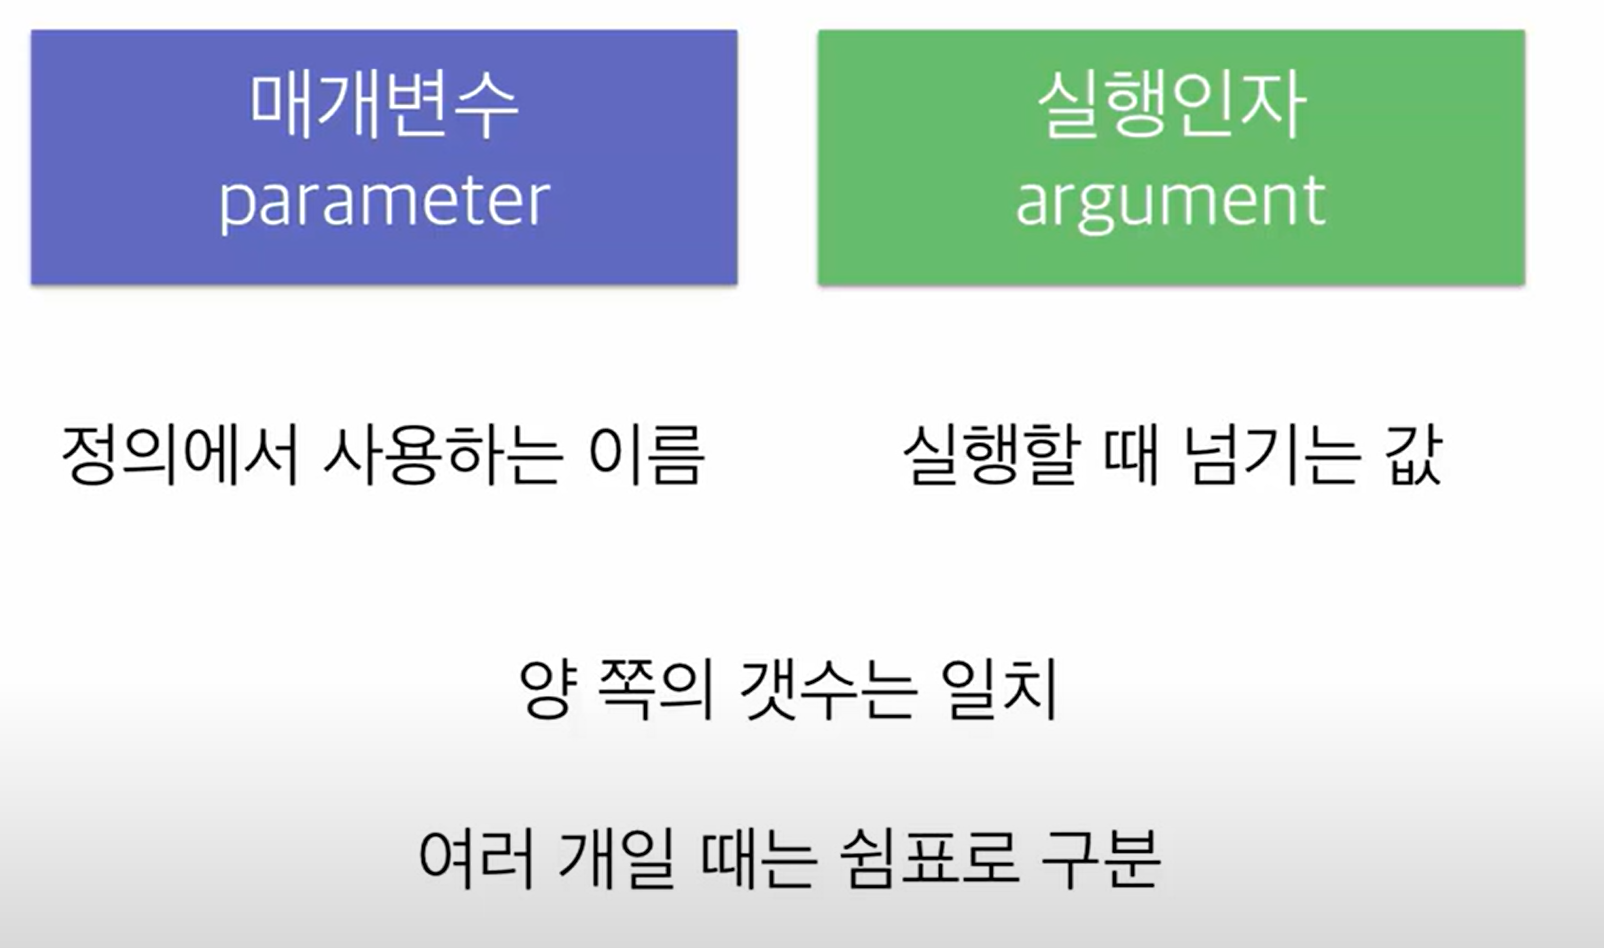 매개변수
parameter
실행인자
argument
정의에서 사용하는 이름
실행할 때 넘기는 값
양 쪽의 갯수는 일치
여러 개일 때는 쉼표로 구분